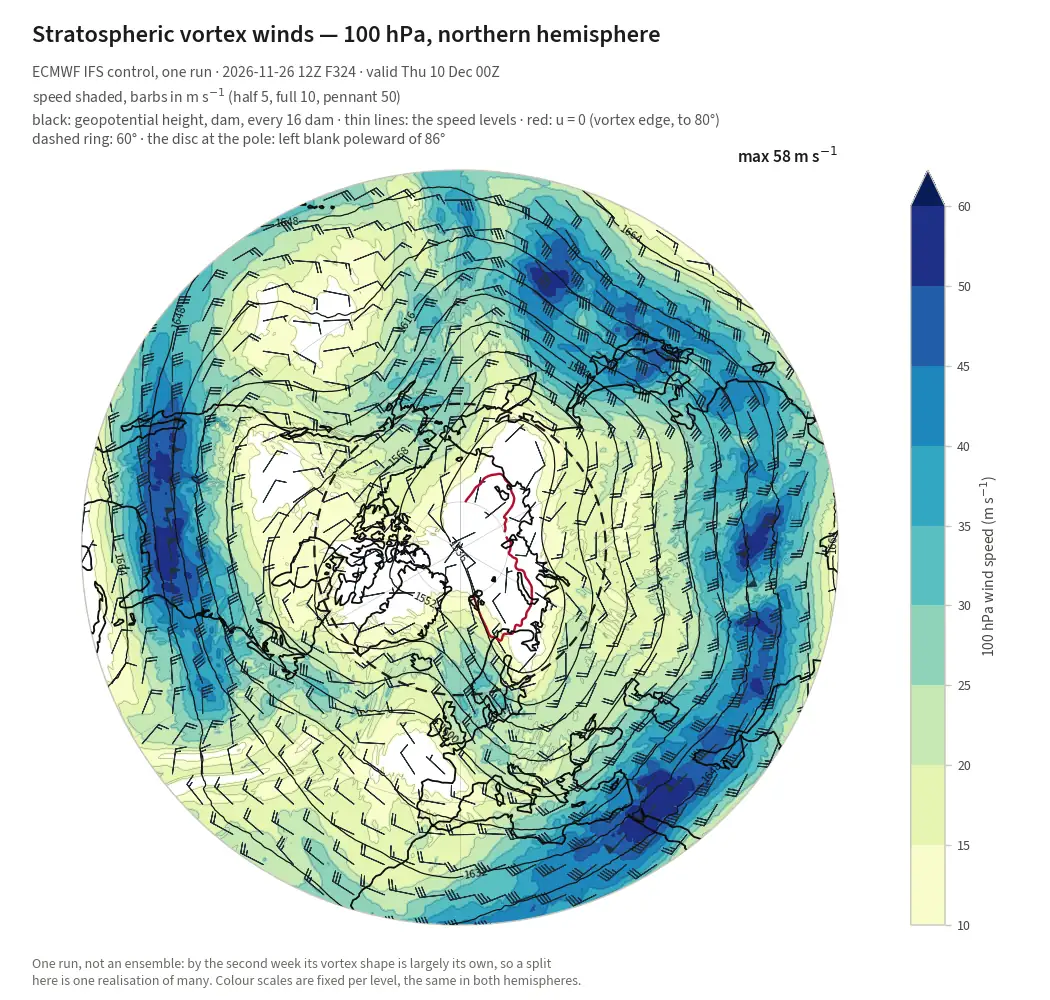 Stratospheric vortex winds — 100 hPa, northern hemisphere
ECMWF IFS control, one run · 2026-11-26 12Z F324 · valid Thu 10 Dec 00Z
speed shaded, barbs in m s⁻¹ (half 5, full 10, pennant 50)
black: geopotential height, dam, every 16 dam · thin lines: the speed levels · red: u = 0 (vortex edge, to 80°)
dashed ring: 60° · the disc at the pole: left blank poleward of 86°
max 58 m s⁻¹
1648
1664
1648
1616
1568
1552
1664
60
50
45
40
35
30
25
20
15
10
100 hPa wind speed (m s⁻¹)
One run, not an ensemble: by the second week its vortex shape is largely its own, so a split
here is one realisation of many. Colour scales are fixed per level, the same in both hemispheres.